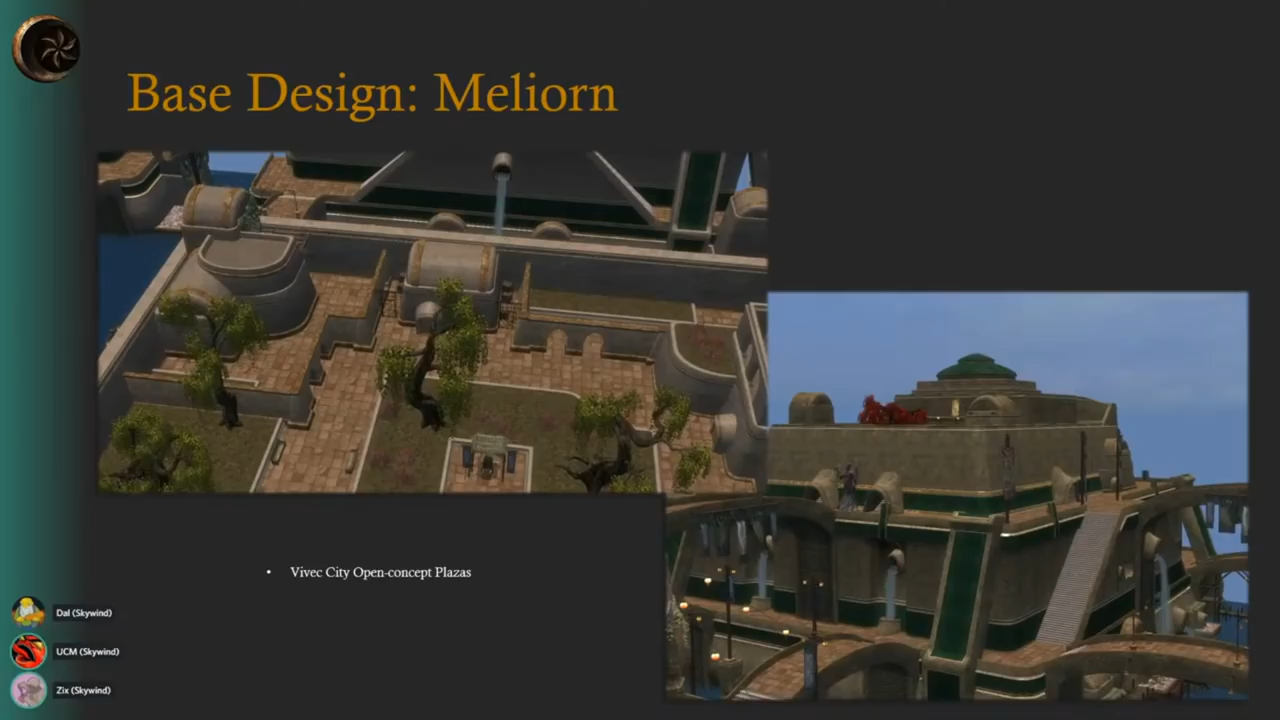 Base Design: Meliorn
• Vivec City Open-concept Plazas
Dal (Skywind)
UCM (Skywind)
Zix (Skywind)